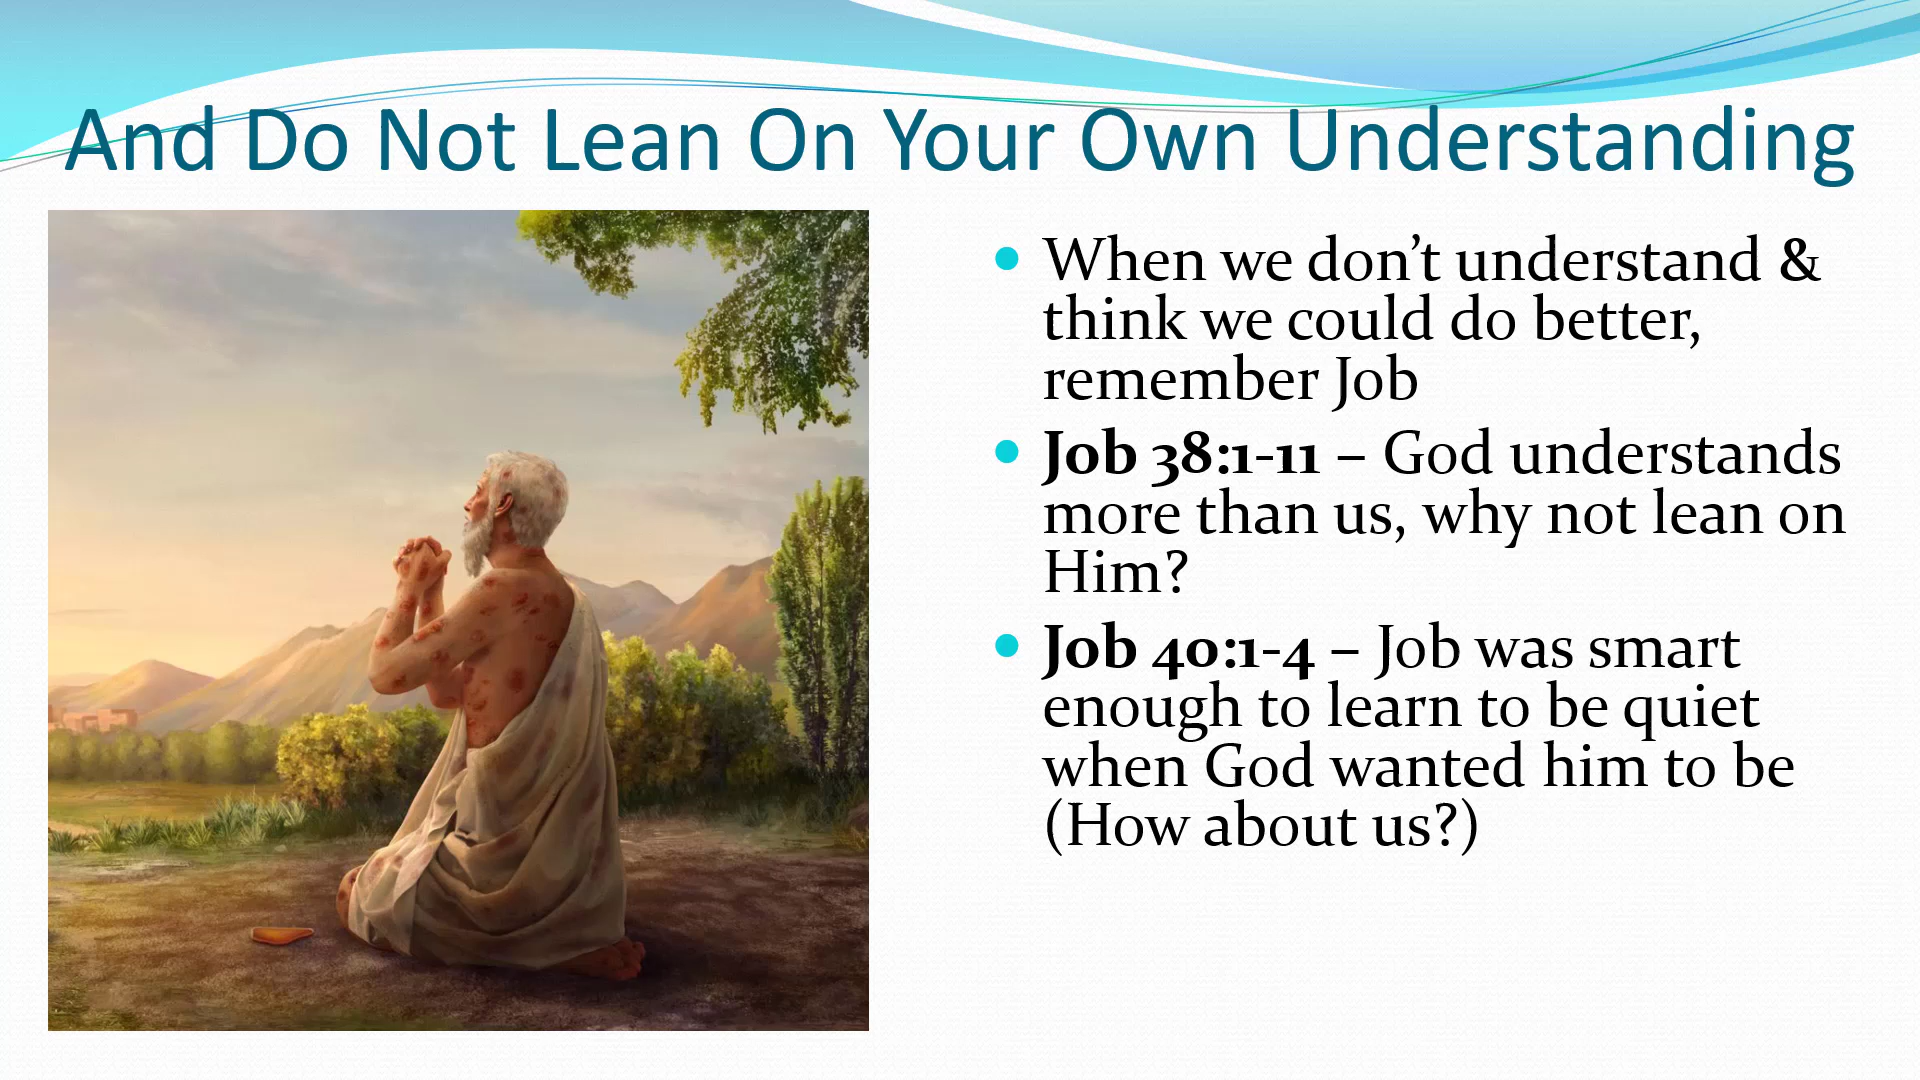 And Do Not Lean On Your Own Understanding
• When we don’t understand &
think we could do better,
remember Job
• Job 38:1-11 – God understands
more than us, why not lean on
Him?
• Job 40:1-4 – Job was smart
enough to learn to be quiet
when God wanted him to be
(How about us?)